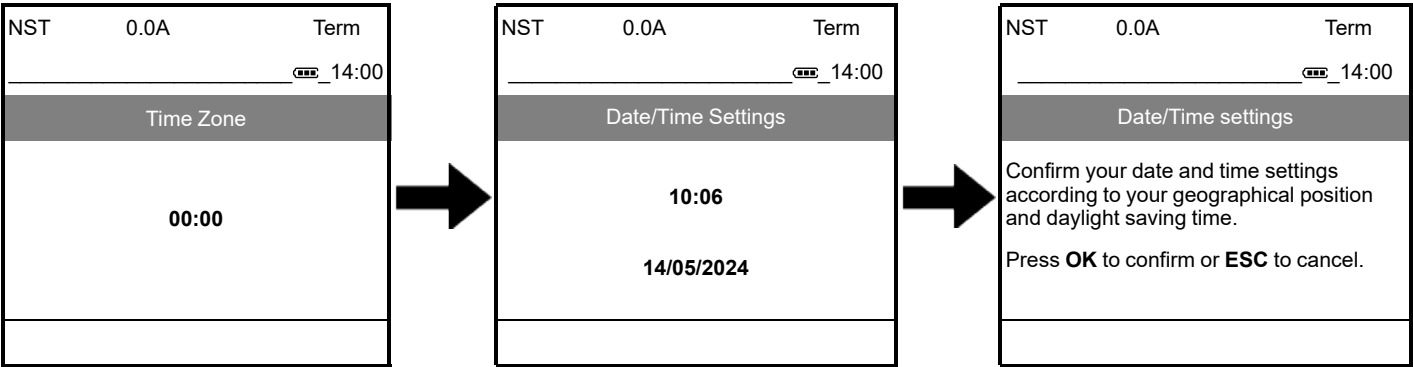 NST 0.0A Term
14:00
Time Zone
00:00
NST 0.0A Term
14:00
Date/Time Settings
10:06
14/05/2024
NST 0.0A Term
14:00
Date/Time settings
Confirm your date and time settings
according to your geographical position
and daylight saving time.
Press OK to confirm or ESC to cancel.